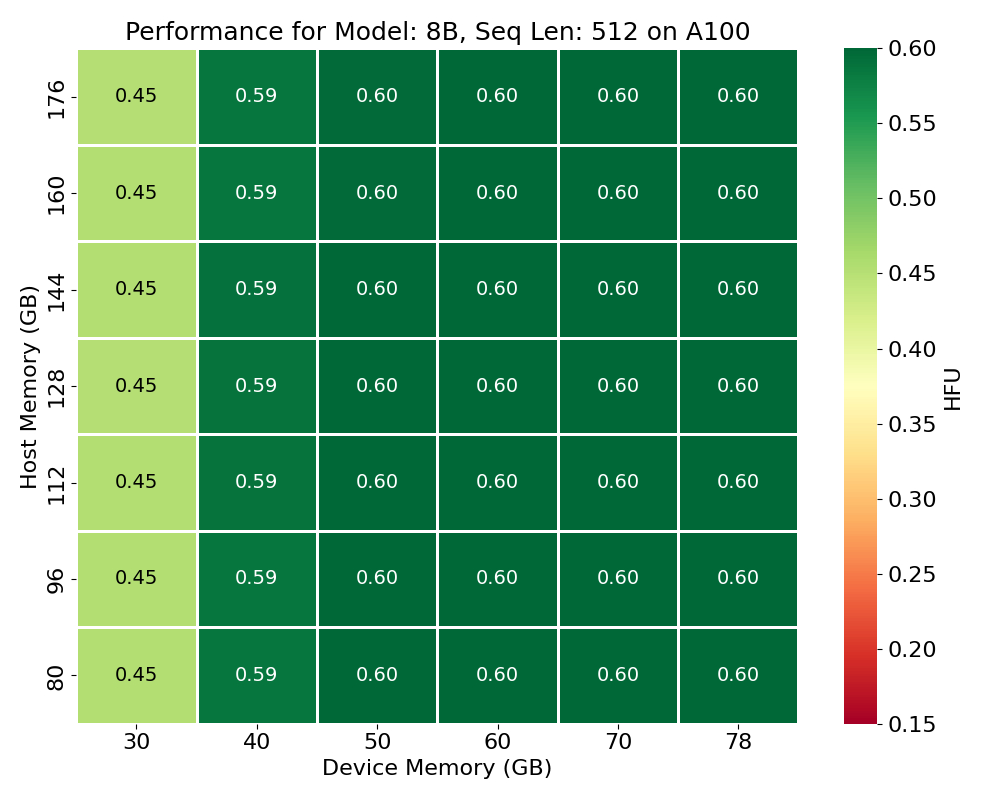 Performance for Model: 8B, Seq Len: 512 on A100
Host Memory (GB)
176 0.45 0.59 0.60 0.60 0.60 0.60
160 0.45 0.59 0.60 0.60 0.60 0.60
144 0.45 0.59 0.60 0.60 0.60 0.60
128 0.45 0.59 0.60 0.60 0.60 0.60
112 0.45 0.59 0.60 0.60 0.60 0.60
96 0.45 0.59 0.60 0.60 0.60 0.60
80 0.45 0.59 0.60 0.60 0.60 0.60
30 40 50 60 70 78
Device Memory (GB)
0.60
0.55
0.50
0.45
0.40
0.35
0.30
0.25
0.20
0.15
HFU